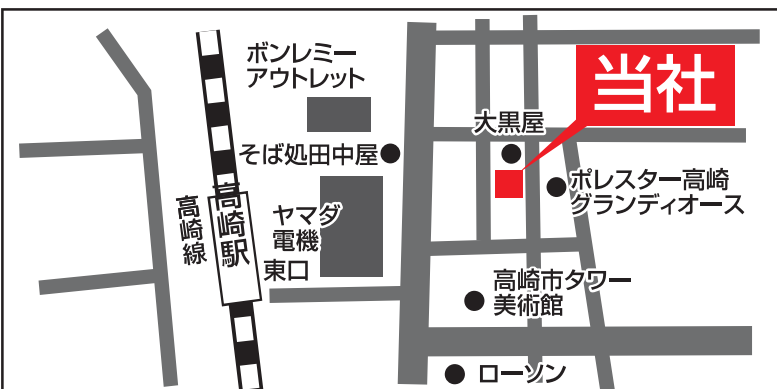 ボンレミー
アウトレット
当社
大黒屋
そば処田中屋
ポレスター高崎
グランディオース
高崎駅
高崎線
ヤマダ
電機
東口
高崎市タワー
美術館
ローソン